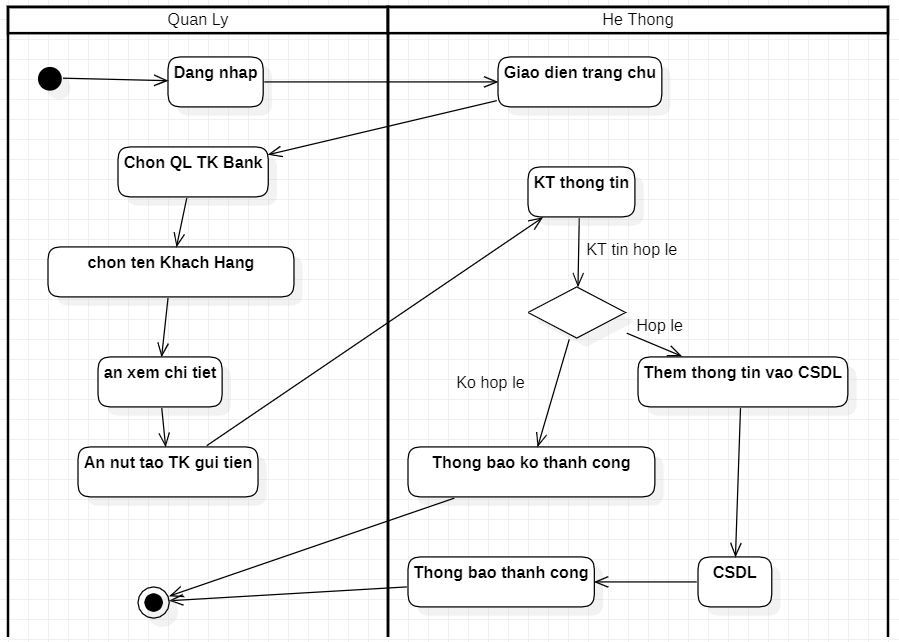 Quan Ly
He Thong
Dang nhap
Giao dien trang chu
Chon QL TK Bank
KT thong tin
KT tin hop le
chon ten Khach Hang
Hop le
an xem chi tiet
Them thong tin vao CSDL
Ko hop le
An nut tao TK gui tien
Thong bao ko thanh cong
Thong bao thanh cong
CSDL